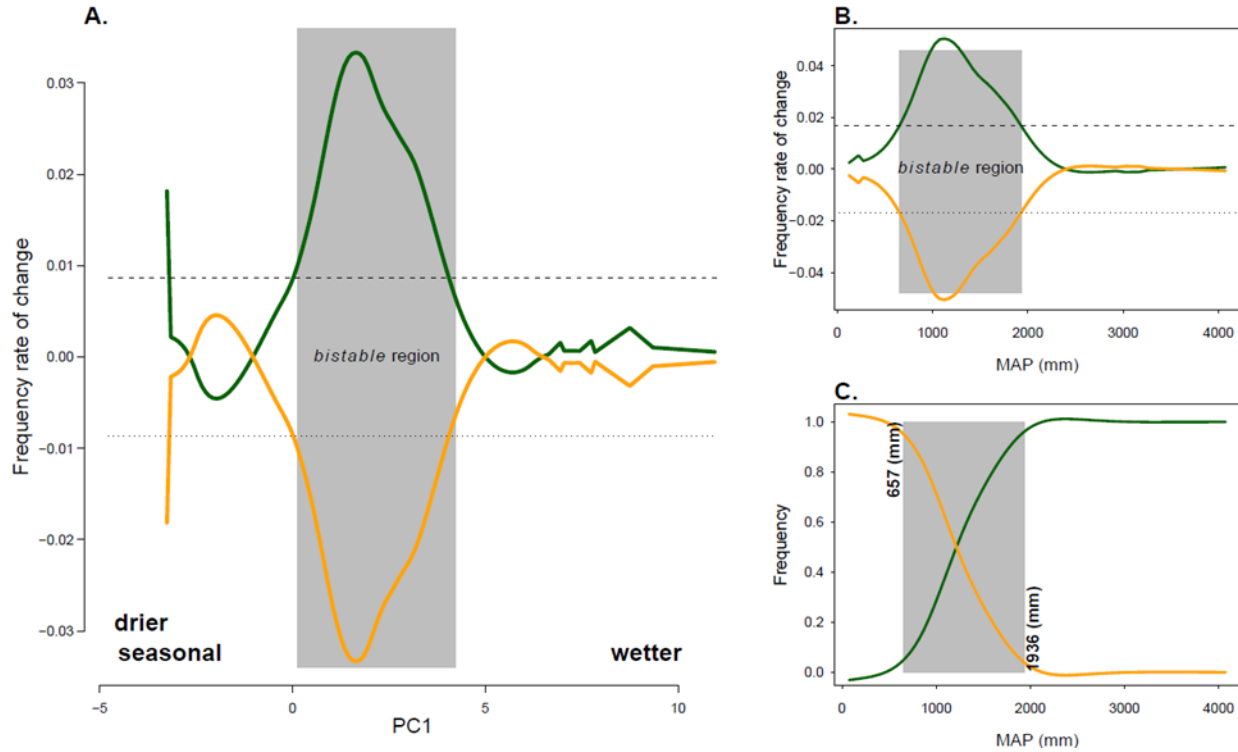 A.
Frequency rate of change
0.03
0.02
0.01
0.00
−0.01
−0.02
−0.03
bistable region
drier
seasonal
wetter
−5
0
5
10
PC1
B.
Frequency rate of change
0.04
0.02
0.00
−0.02
−0.04
bistable region
0
1000
2000
3000
4000
MAP (mm)
C.
Frequency
1.0
0.8
0.6
0.4
0.2
0.0
657 (mm)
1936 (mm)
0
1000
2000
3000
4000
MAP (mm)